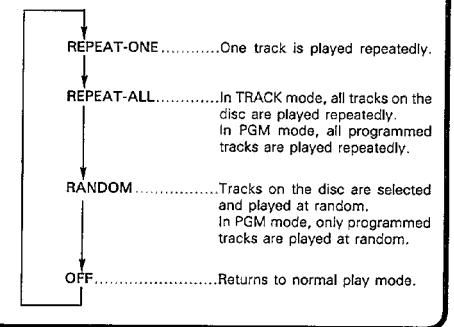 REPEAT-ONE............One track is played repeatedly.
REPEAT-ALL.............In TRACK mode, all tracks on the
disc are played repeatedly.
In PGM mode, all programmed
tracks are played repeatedly.
RANDOM.................Tracks on the disc are selected
and played at random.
In PGM mode, only programmed
tracks are played at random.
OFF.........................Returns to normal play mode.